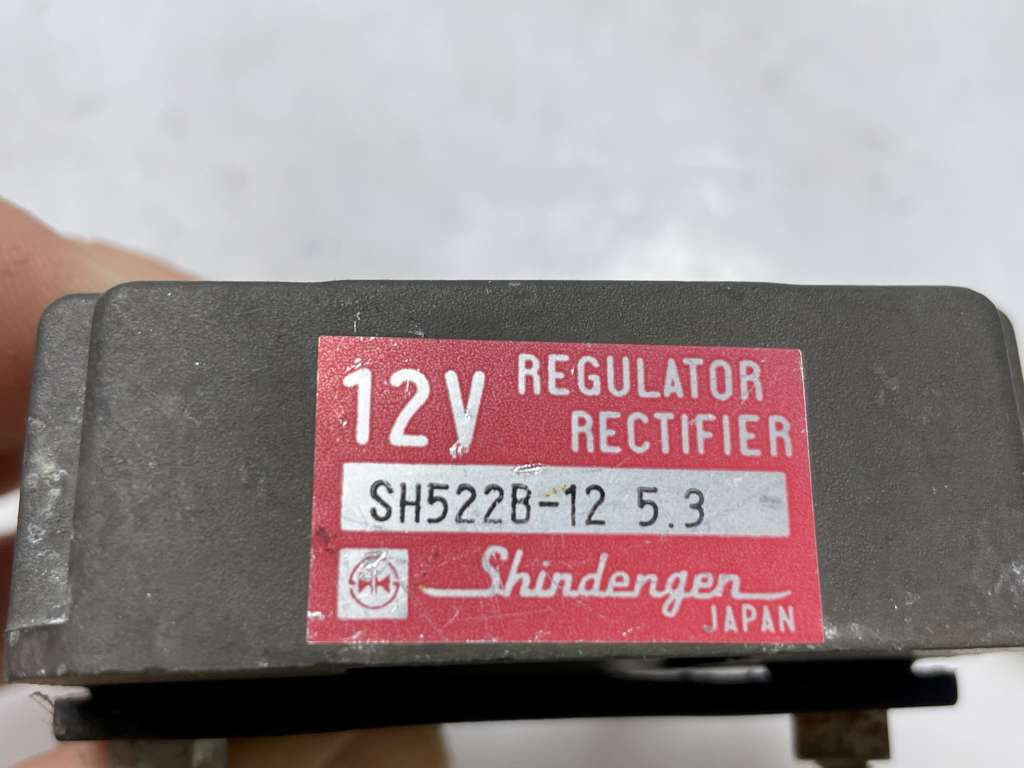 12V REGULATOR
RECTIFIER
SH522B-12 5.3
Shindengen
JAPAN